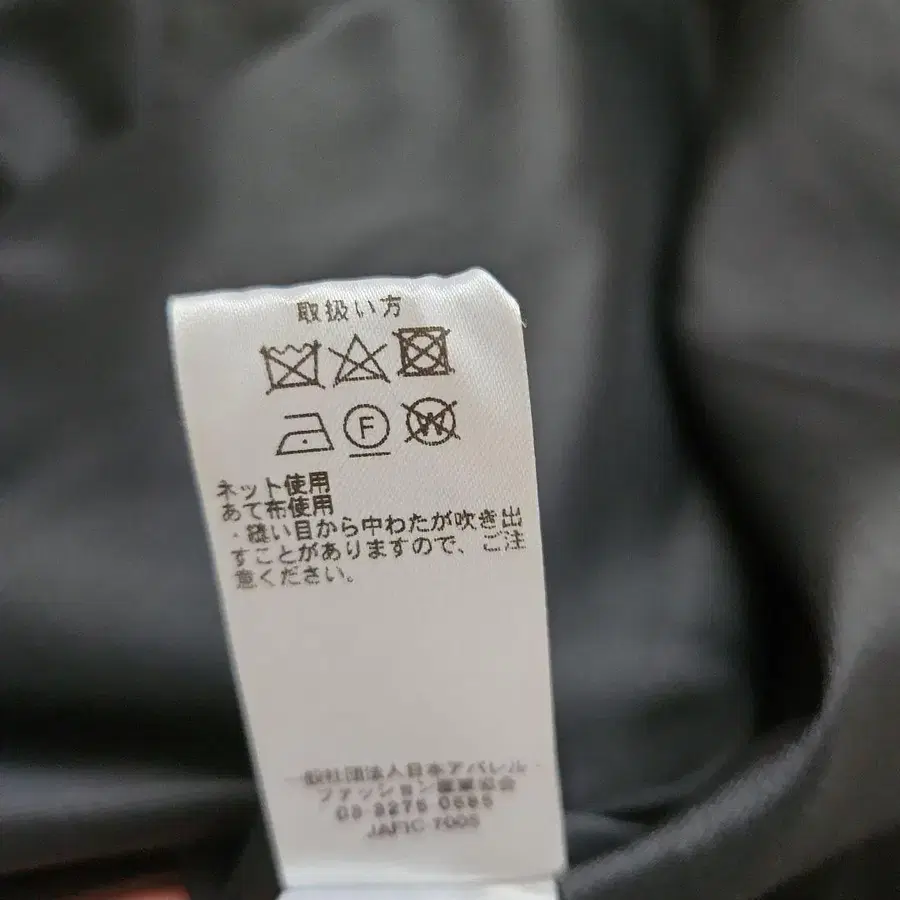 取扱い方
F
W
ネット使用
あて布使用
・縫い目から中わたが吹き出
すことがありますので、ご注
意ください。
一般社団法人日本アパレル・
ファッション産業協会
03 3275 0685
JAFIC 7005